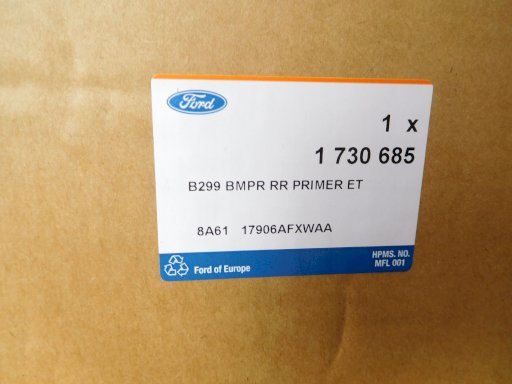 Ford
1 x
1 730 685
B299 BMPR RR PRIMER ET
8A61 17906AFXWAA
Ford of Europe
HPMS. NO.
MFL 001